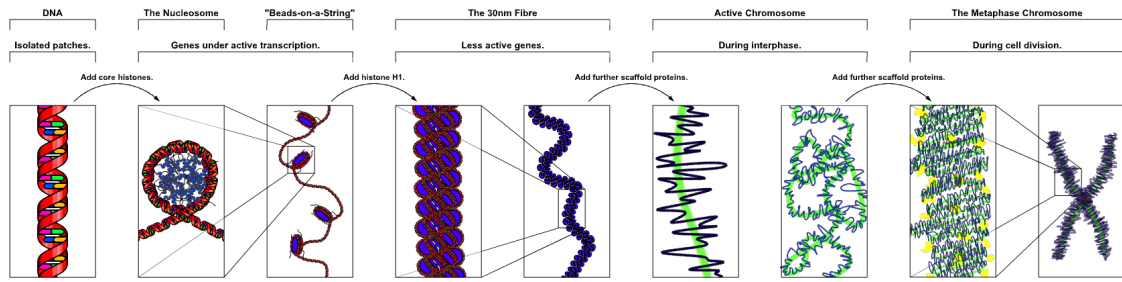 DNA
The Nucleosome
"Beads-on-a-String"
The 30nm Fibre
Active Chromosome
The Metaphase Chromosome
Isolated patches.
Genes under active transcription.
Less active genes.
During interphase.
During cell division.
Add core histones.
Add histone H1.
Add further scaffold proteins.
Add further scaffold proteins.